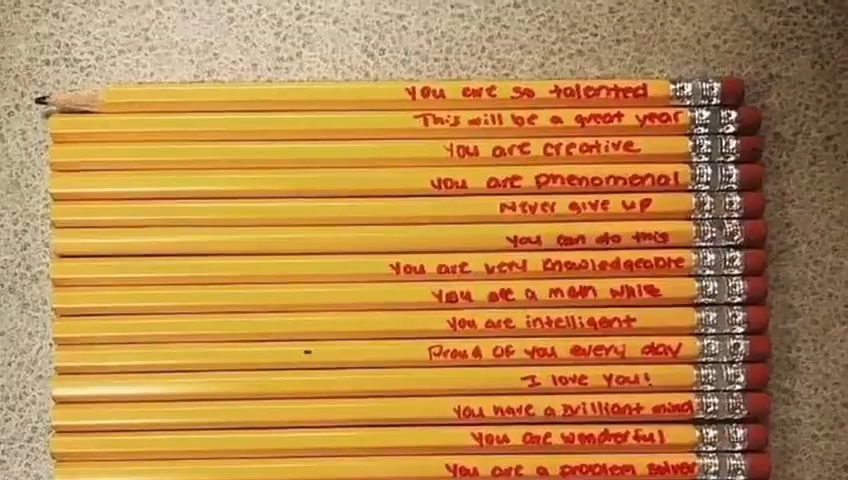 You are so talented
This will be a great year
You are creative
you are phenomenal
Never give up
You can do this
You are very knowledgeable
You are a math whiz
You are intelligent
Proud of you every day
I love you!
You have a Brilliant mind
You are wonderful
You are a problem solver